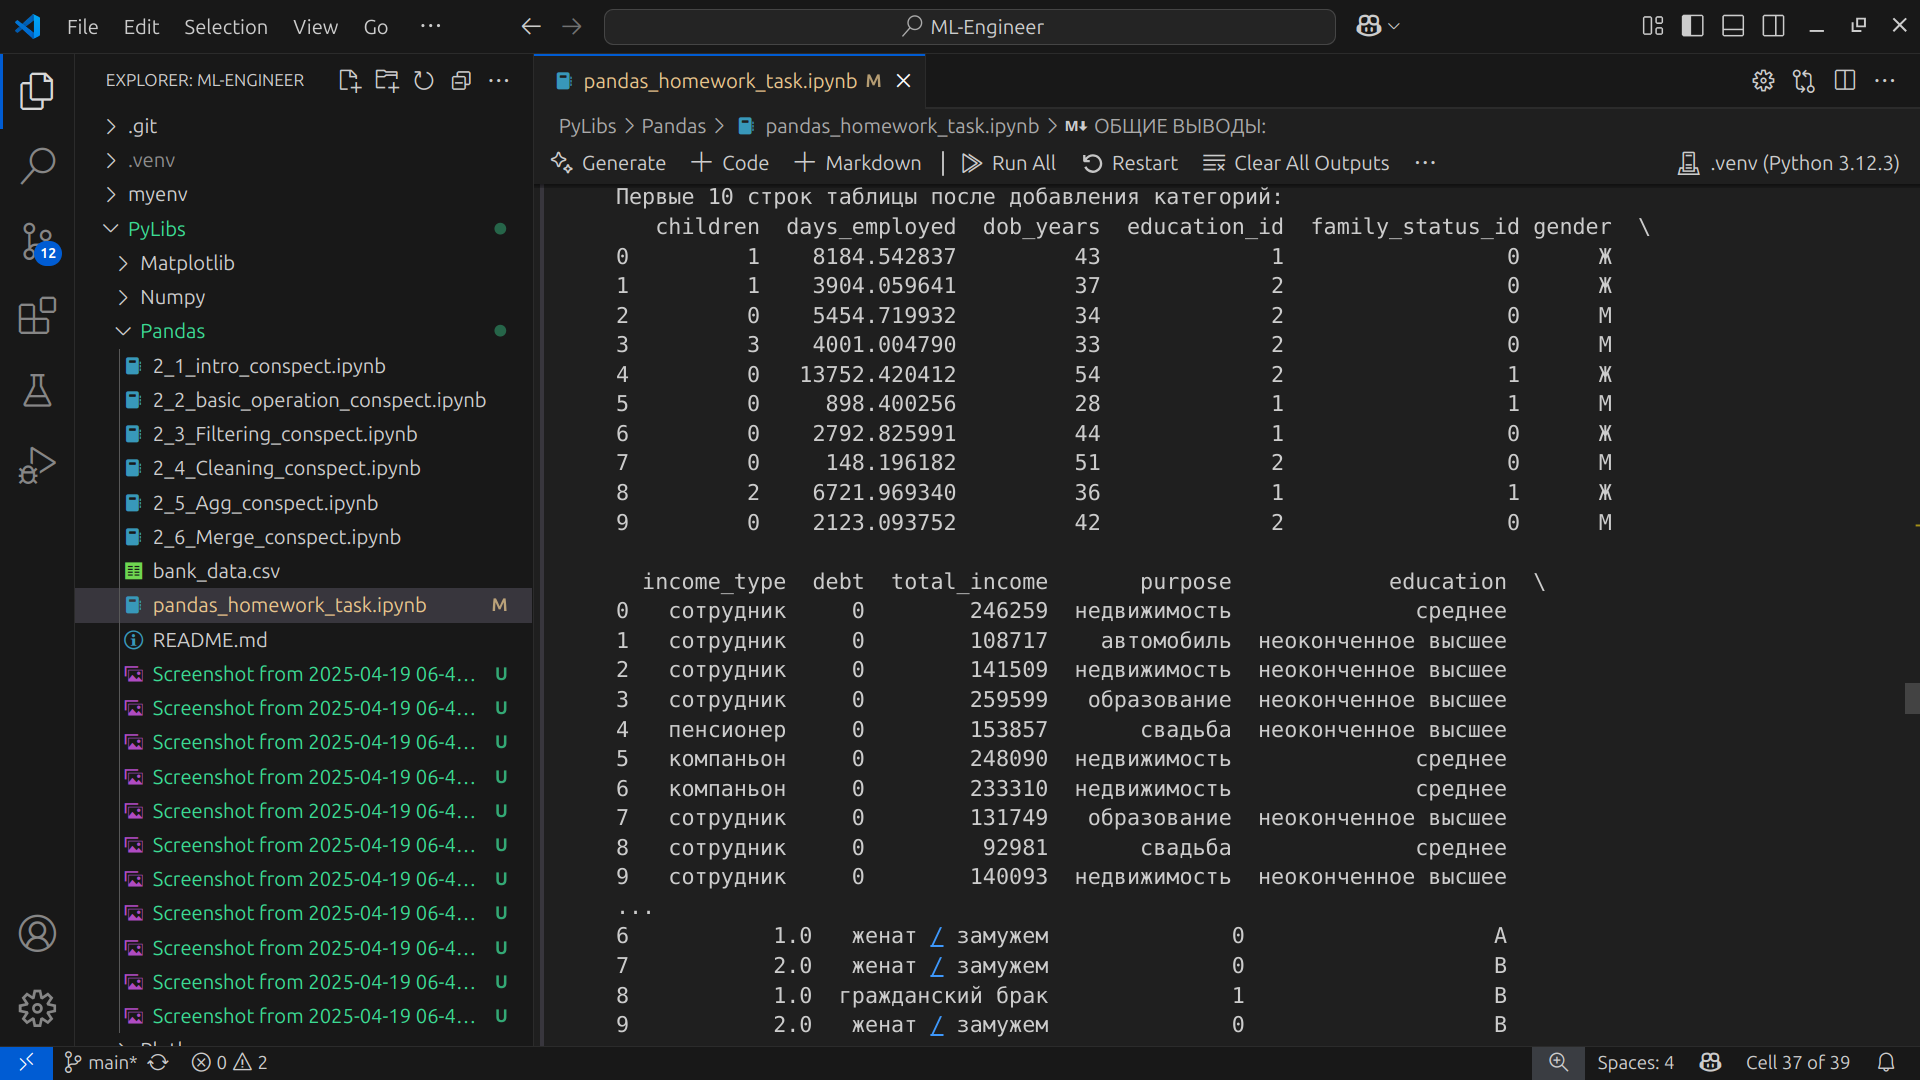 File Edit Selection View Go ···
ML-Engineer
EXPLORER: ML-ENGINEER
.git
.venv
myenv
PyLibs
Matplotlib
Numpy
Pandas
2_1_intro_conspect.ipynb
2_2_basic_operation_conspect.ipynb
2_3_Filtering_conspect.ipynb
2_4_Cleaning_conspect.ipynb
2_5_Agg_conspect.ipynb
2_6_Merge_conspect.ipynb
bank_data.csv
pandas_homework_task.ipynb M
README.md
Screenshot from 2025-04-19 06-4... U
Screenshot from 2025-04-19 06-4... U
Screenshot from 2025-04-19 06-4... U
Screenshot from 2025-04-19 06-4... U
Screenshot from 2025-04-19 06-4... U
Screenshot from 2025-04-19 06-4... U
Screenshot from 2025-04-19 06-4... U
Screenshot from 2025-04-19 06-4... U
Screenshot from 2025-04-19 06-4... U
Screenshot from 2025-04-19 06-4... U
Screenshot from 2025-04-19 06-4... U
12
pandas_homework_task.ipynb M
PyLibs > Pandas > pandas_homework_task.ipynb > M↓ ОБЩИЕ ВЫВОДЫ:
Generate + Code + Markdown | Run All Restart Clear All Outputs ··· .venv (Python 3.12.3)
Первые 10 строк таблицы после добавления категорий:
children days_employed dob_years education_id family_status_id gender \
0 1 8184.542837 43 1 0 Ж
1 1 3904.059641 37 2 0 Ж
2 0 5454.719932 34 2 0 М
3 3 4001.004790 33 2 0 М
4 0 13752.420412 54 2 1 Ж
5 0 898.400256 28 1 1 М
6 0 2792.825991 44 1 0 Ж
7 0 148.196182 51 2 0 М
8 2 6721.969340 36 1 1 Ж
9 0 2123.093752 42 2 0 М
income_type debt total_income purpose education \
0 сотрудник 0 246259 недвижимость среднее
1 сотрудник 0 108717 автомобиль неоконченное высшее
2 сотрудник 0 141509 недвижимость неоконченное высшее
3 сотрудник 0 259599 образование неоконченное высшее
4 пенсионер 0 153857 свадьба неоконченное высшее
5 компаньон 0 248090 недвижимость среднее
6 компаньон 0 233310 недвижимость среднее
7 сотрудник 0 131749 образование неоконченное высшее
8 сотрудник 0 92981 свадьба среднее
9 сотрудник 0 140093 недвижимость неоконченное высшее
...
6 1.0 женат / замужем 0 A
7 2.0 женат / замужем 0 B
8 1.0 гражданский брак 1 B
9 2.0 женат / замужем 0 B
main* 0 2
Spaces: 4 Cell 37 of 39